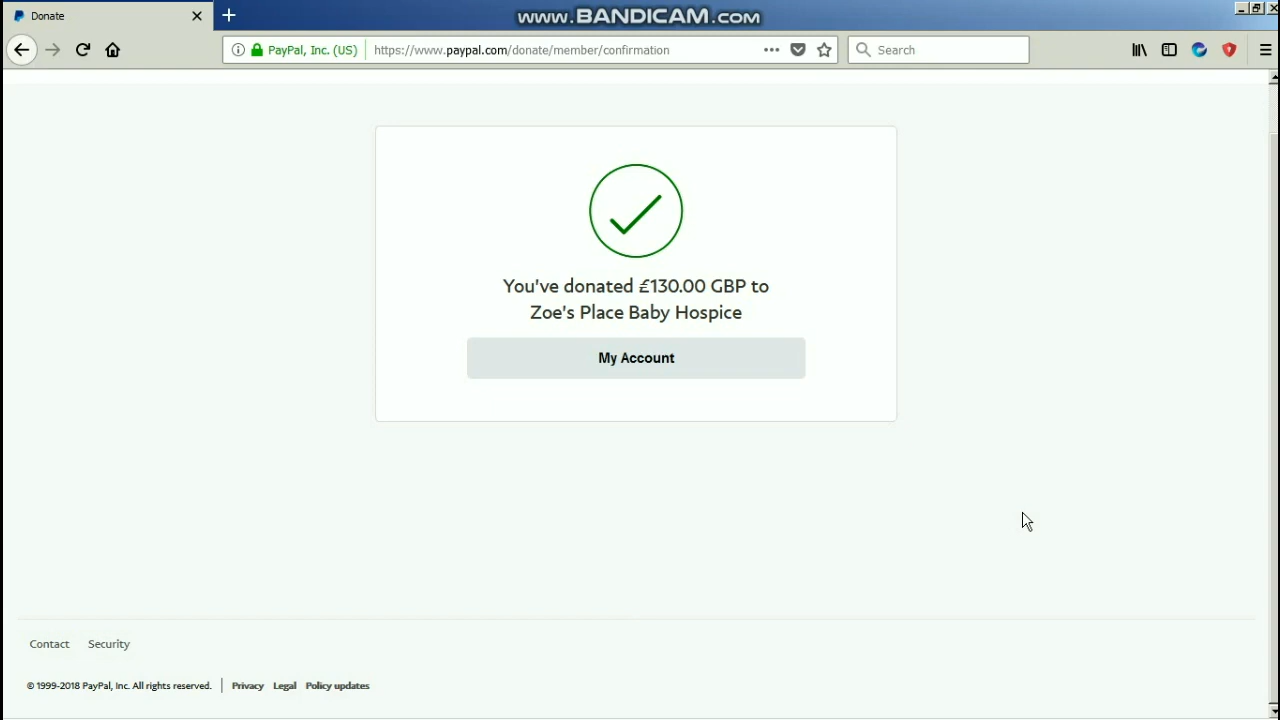 Donate
www.BANDICAM.com
PayPal, Inc. (US)
https://www.paypal.com/donate/member/confirmation
Search
You've donated £130.00 GBP to
Zoe's Place Baby Hospice
My Account
Contact Security
© 1999-2018 PayPal, Inc. All rights reserved. Privacy Legal Policy updates